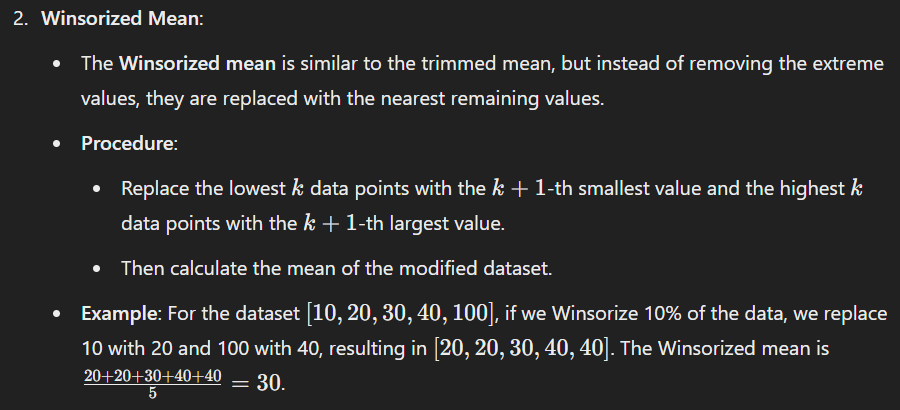 2. Winsorized Mean:
• The Winsorized mean is similar to the trimmed mean, but instead of removing the extreme
values, they are replaced with the nearest remaining values.
• Procedure:
• Replace the lowest k data points with the k + 1-th smallest value and the highest k
data points with the k + 1-th largest value.
• Then calculate the mean of the modified dataset.
• Example: For the dataset [10, 20, 30, 40, 100], if we Winsorize 10% of the data, we replace
10 with 20 and 100 with 40, resulting in [20, 20, 30, 40, 40]. The Winsorized mean is
20+20+30+40+40/5 = 30.